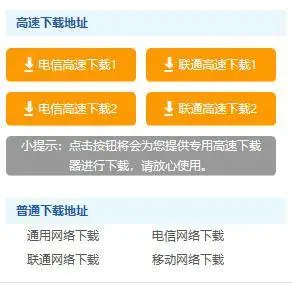 高速下载地址
电信高速下载1 联通高速下载1
电信高速下载2 联通高速下载2
小提示：点击按钮将会为您提供专用高速下载
器进行下载，请放心使用。
普通下载地址
通用网络下载 电信网络下载
联通网络下载 移动网络下载